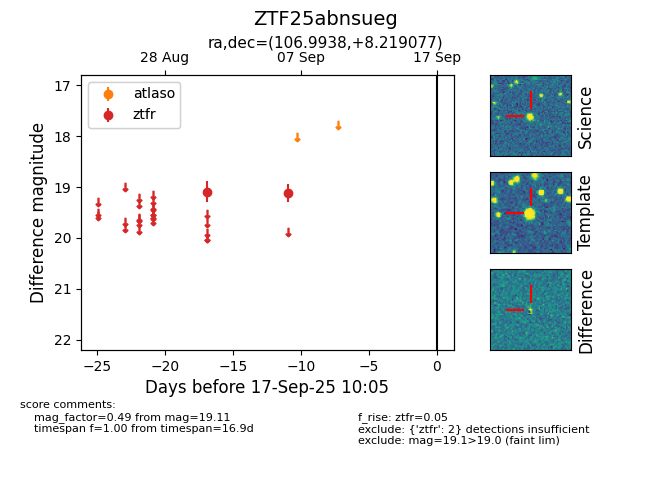 ZTF25abnsueg
ra,dec=(106.9938,+8.219077)
28 Aug 07 Sep 17 Sep
atlaso
ztfr
17
18
19
20
21
22
Difference magnitude
−25 −20 −15 −10 −5 0
Days before 17-Sep-25 10:05
Science
Template
Difference
score comments:
mag_factor=0.49 from mag=19.11
timespan f=1.00 from timespan=16.9d
f_rise: ztfr=0.05
exclude: {'ztfr': 2} detections insufficient
exclude: mag=19.1>19.0 (faint lim)